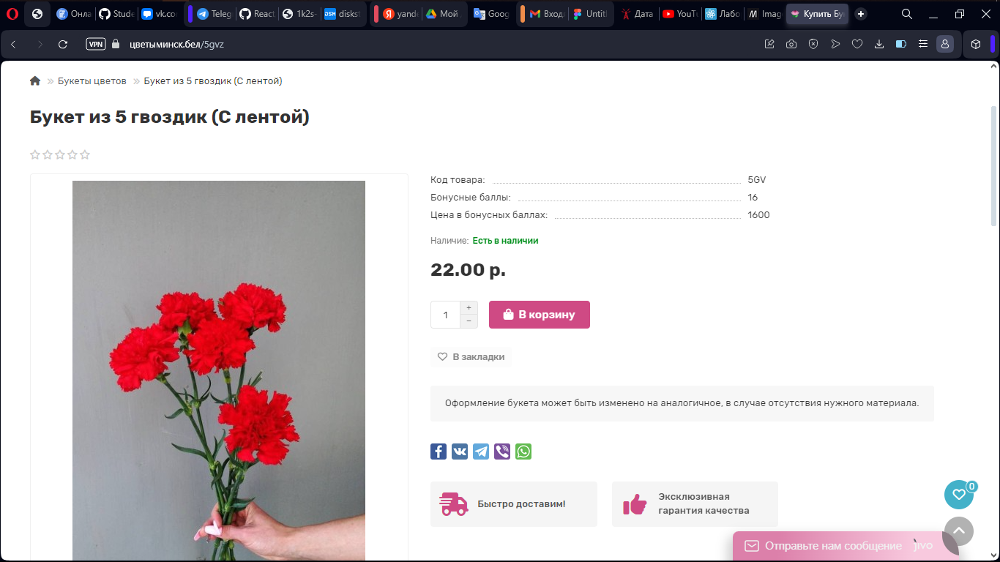 Онла
Stude
vk.co
Teleg
React
1k2s-
DSM diskst
yande
Мой
Goog
Входя
Untitl
Дата
YouTu
Лабо
M Imag
Купить Бу
VPN цветыминск.бел/5gvz
Букеты цветов » Букет из 5 гвоздик (С лентой)
Букет из 5 гвоздик (С лентой)
Код товара: 5GV
Бонусные баллы: 16
Цена в бонусных баллах: 1600
Наличие: Есть в наличии
22.00 р.
1 + −
В корзину
В закладки
Оформление букета может быть изменено на аналогичное, в случае отсутствия нужного материала.
Быстро доставим!
Эксклюзивная
гарантия качества
0
Отправьте нам сообщение jivo